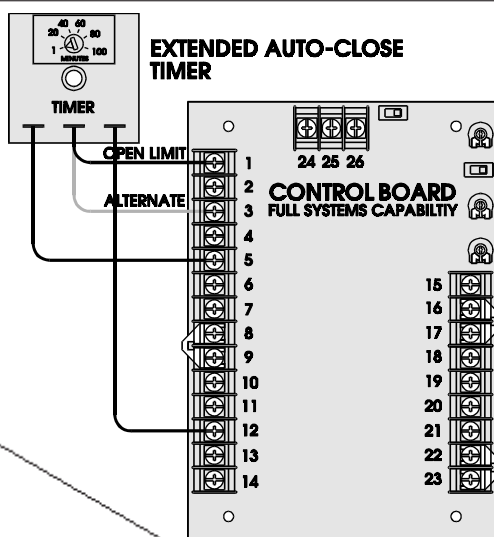 40 60
20 80
1 100
MINUTES
EXTENDED AUTO-CLOSE
TIMER
TIMER
OPEN LIMIT
ALTERNATE
24 25 26
CONTROL BOARD
FULL SYSTEMS CAPABILTIY
1
2
3
4
5
6
7
8
9
10
11
12
13
14
15
16
17
18
19
20
21
22
23